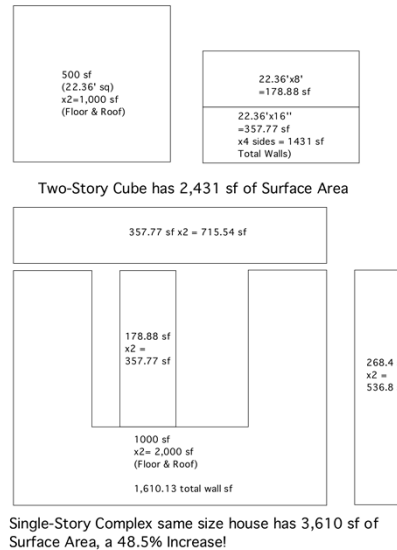 500 sf
(22.36' sq)
x2=1,000 sf
(Floor & Roof)
22.36'x8'
=178.88 sf
22.36'x16''
=357.77 sf
x4 sides = 1431 sf
Total Walls)
Two-Story Cube has 2,431 sf of Surface Area
357.77 sf x2 = 715.54 sf
178.88 sf
x2 =
357.77 sf
268.4
x2 =
536.8
1000 sf
x2= 2,000 sf
(Floor & Roof)
1,610.13 total wall sf
Single-Story Complex same size house has 3,610 sf of
Surface Area, a 48.5% Increase!